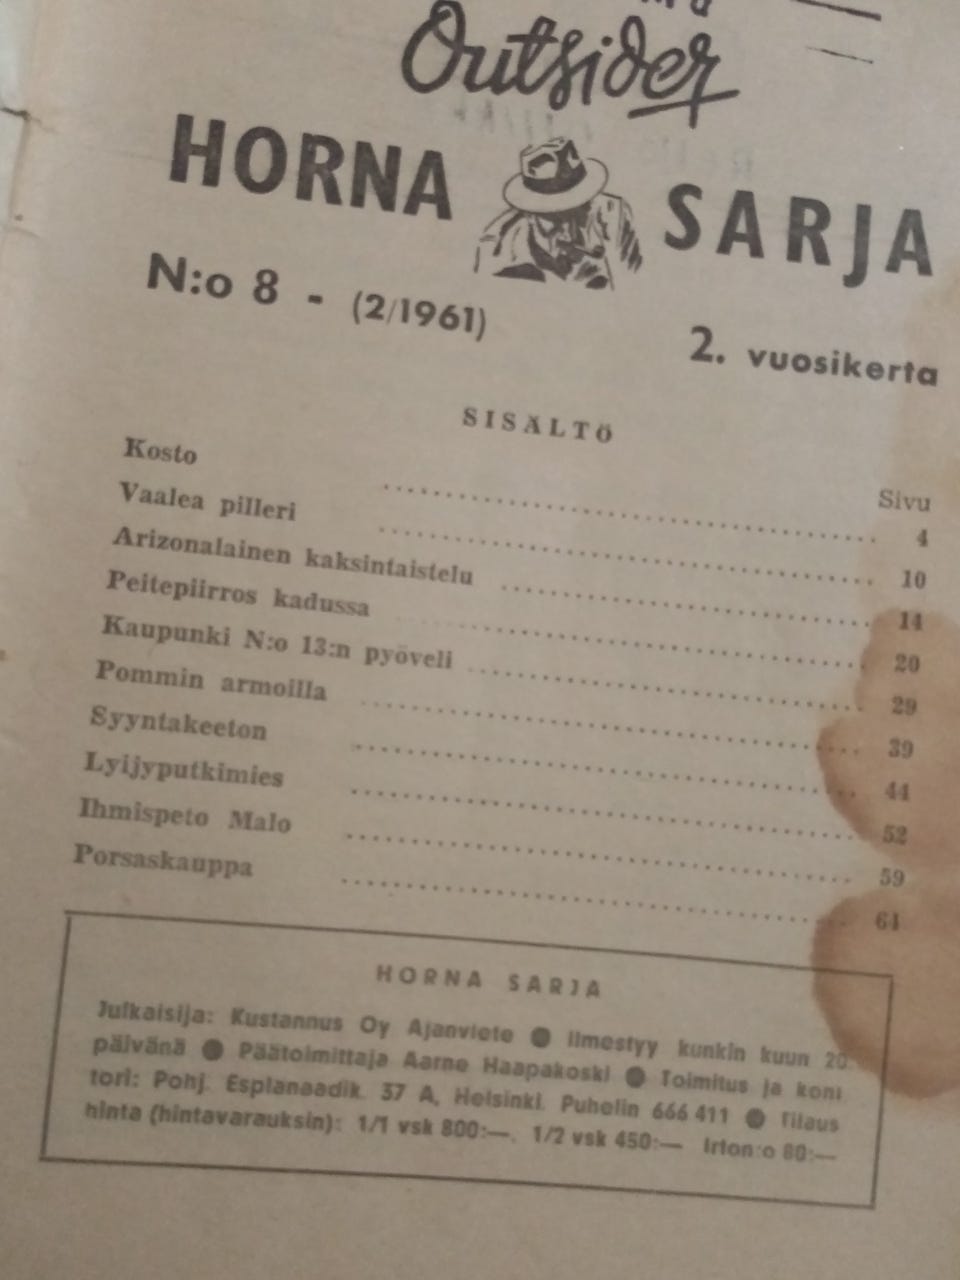 Outsider
HORNA SARJA
N:o 8 - (2/1961)
2. vuosikerta
SISÄLTÖ
Sivu
Kosto 4
Vaalea pilleri 10
Arizonalainen kaksintaistelu 14
Peitepiirros kadussa 20
Kaupunki N:o 13:n pyöveli 29
Pommin armoilla 39
Syyntakeeton 44
Lyijyputkimies 52
Ihmispeto Malo 59
Porsaskauppa 64
HORNA SARJA
Julkaisija: Kustannus Oy Ajanviete ● Ilmestyy kunkin kuun 20.
päivänä ● Päätoimittaja Aarne Haapakoski ● Toimitus ja kont
tori: Pohj. Esplanaadik. 37 A, Helsinki. Puhelin 666 411 ● Tilaus
hinta (hintavarauksin): 1/1 vsk 800:—, 1/2 vsk 450:— Irton:o 80:—